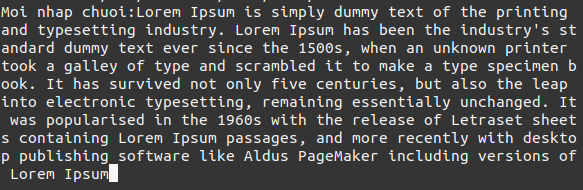 Moi nhap chuoi:Lorem Ipsum is simply dummy text of the printing
and typesetting industry. Lorem Ipsum has been the industry's st
andard dummy text ever since the 1500s, when an unknown printer
took a galley of type and scrambled it to make a type specimen b
ook. It has survived not only five centuries, but also the leap
into electronic typesetting, remaining essentially unchanged. It
 was popularised in the 1960s with the release of Letraset sheet
s containing Lorem Ipsum passages, and more recently with deskto
p publishing software like Aldus PageMaker including versions of
 Lorem Ipsum